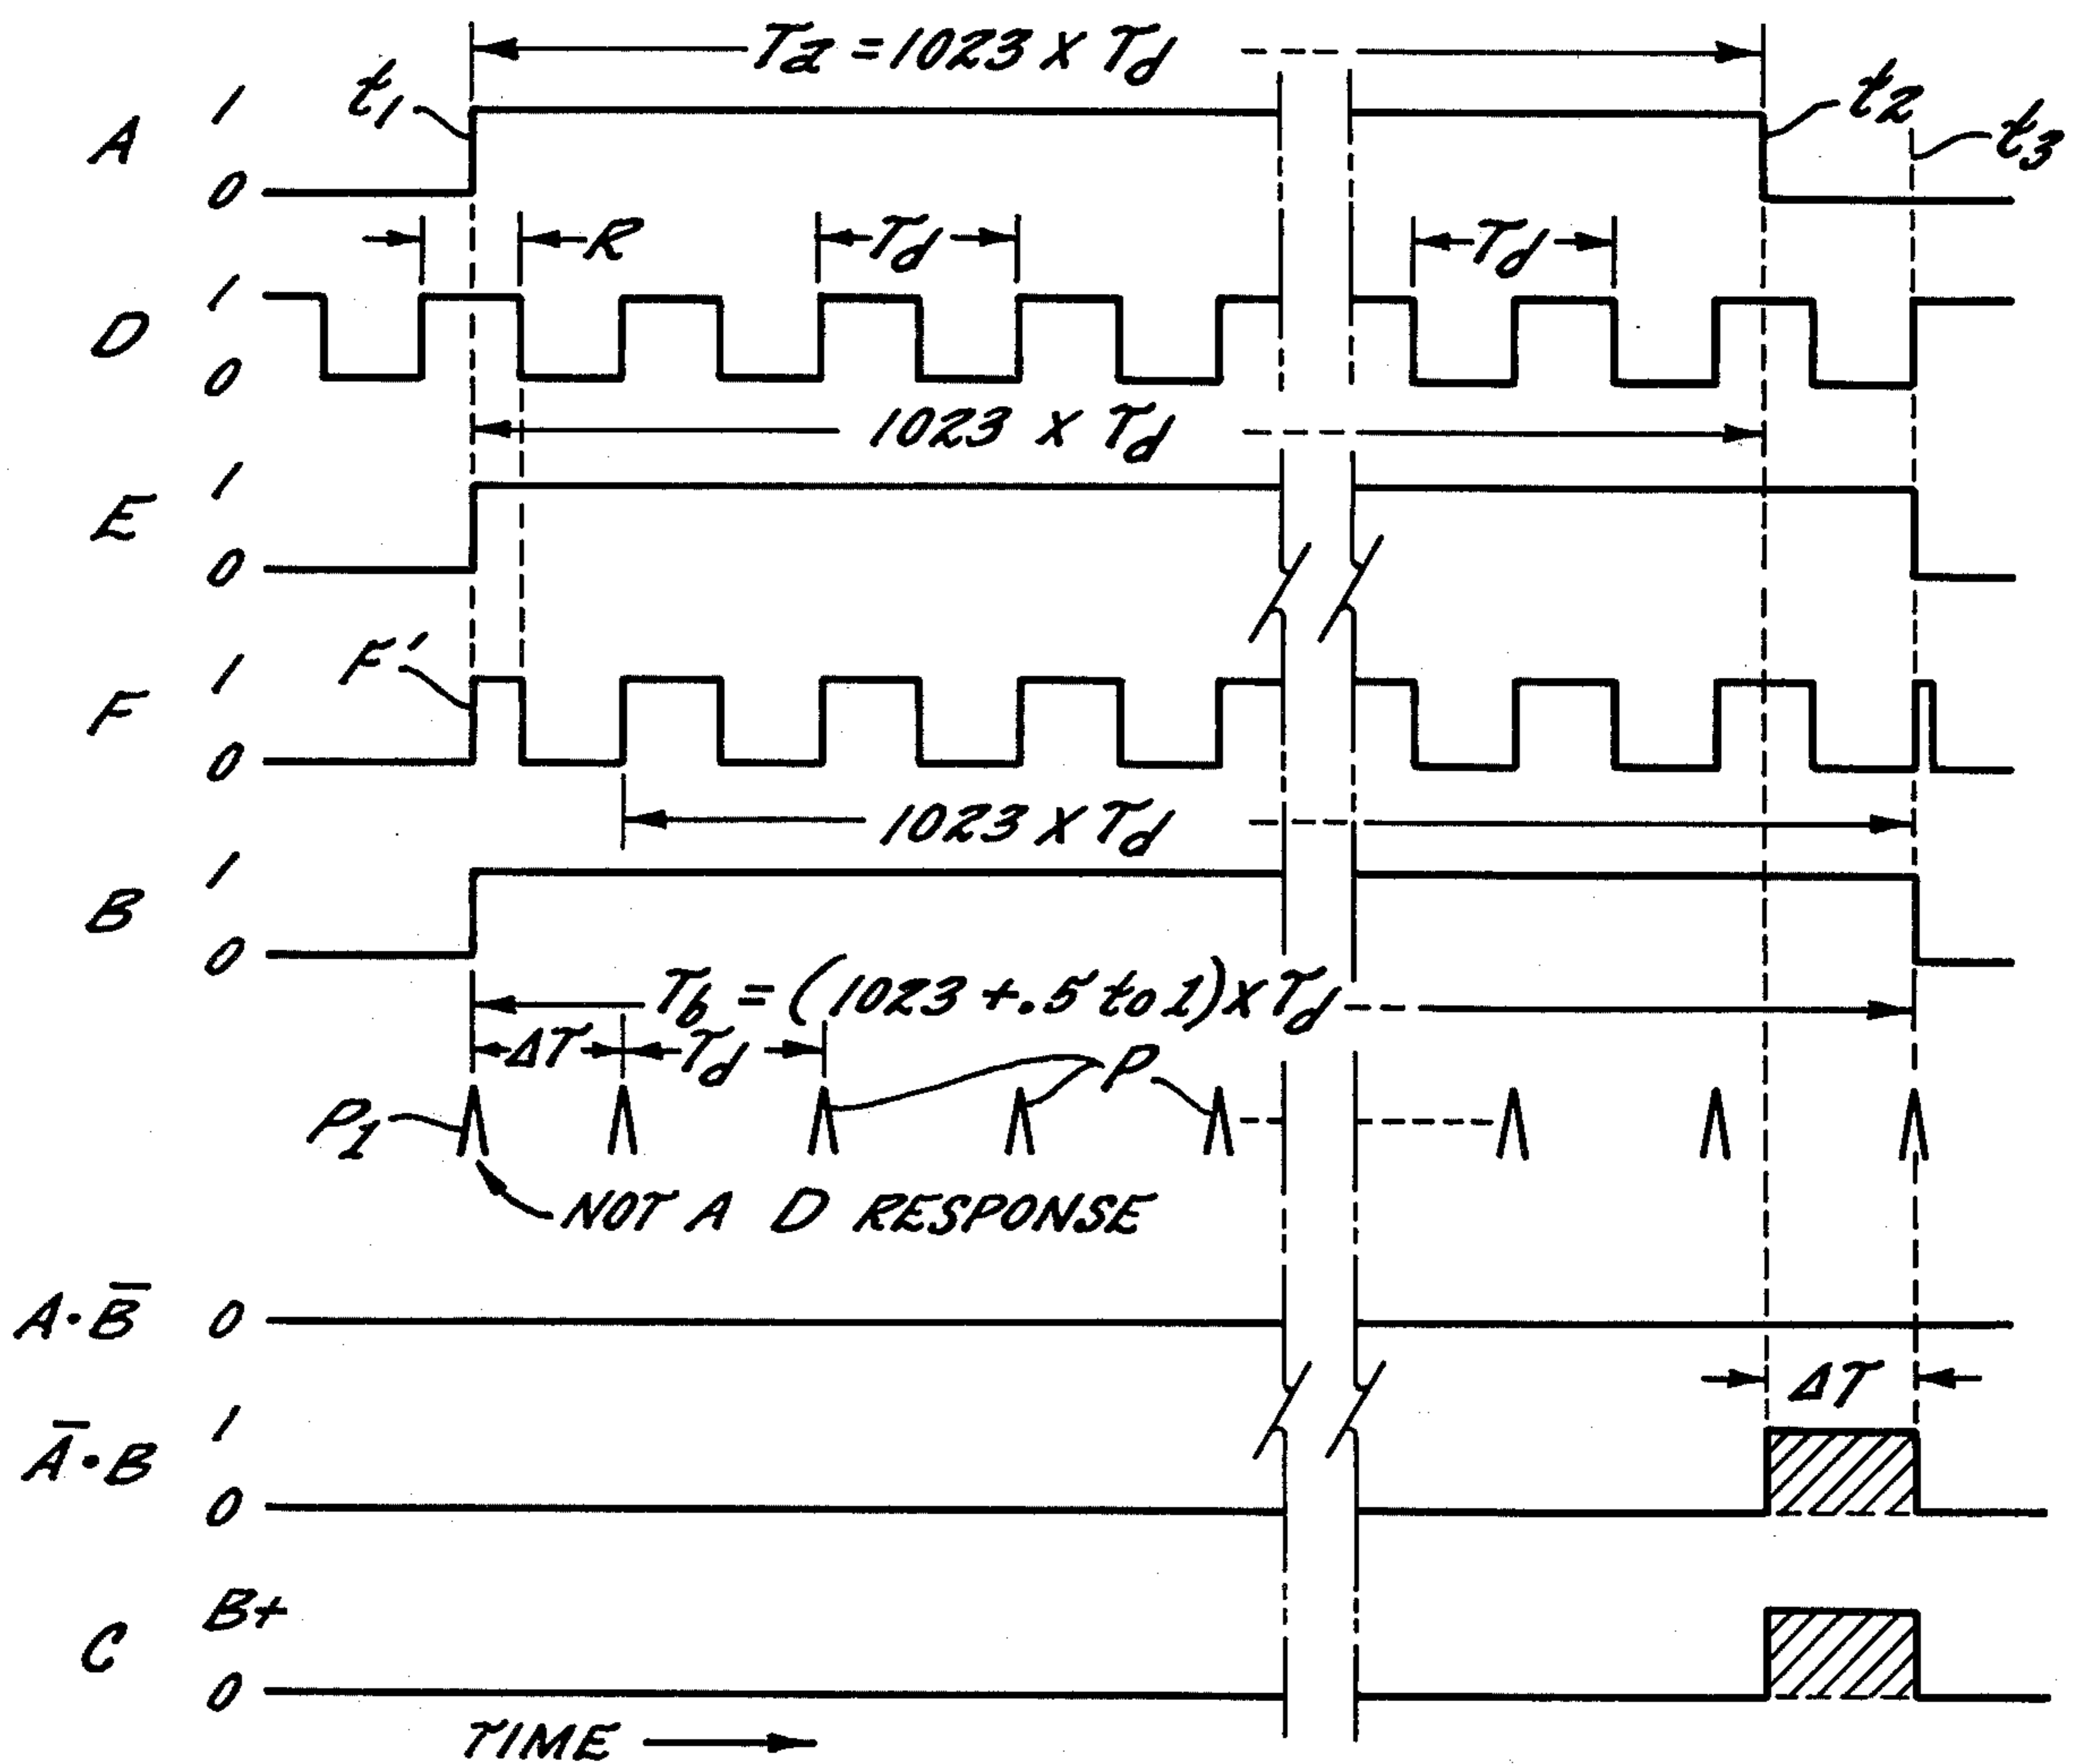 Ta = 1023 x Td
t1
t2
t3
A 1
0
R
Td
Td
D 1
0
1023 x Td
E 1
0
F'
F 1
0
1023 x Td
B 1
0
Tb = (1023 + .5 to 1) x Td
ΔT
Td
P
P1
NOT A D RESPONSE
A·B̅ 0
ΔT
A̅·B 1
0
C B+
0
TIME